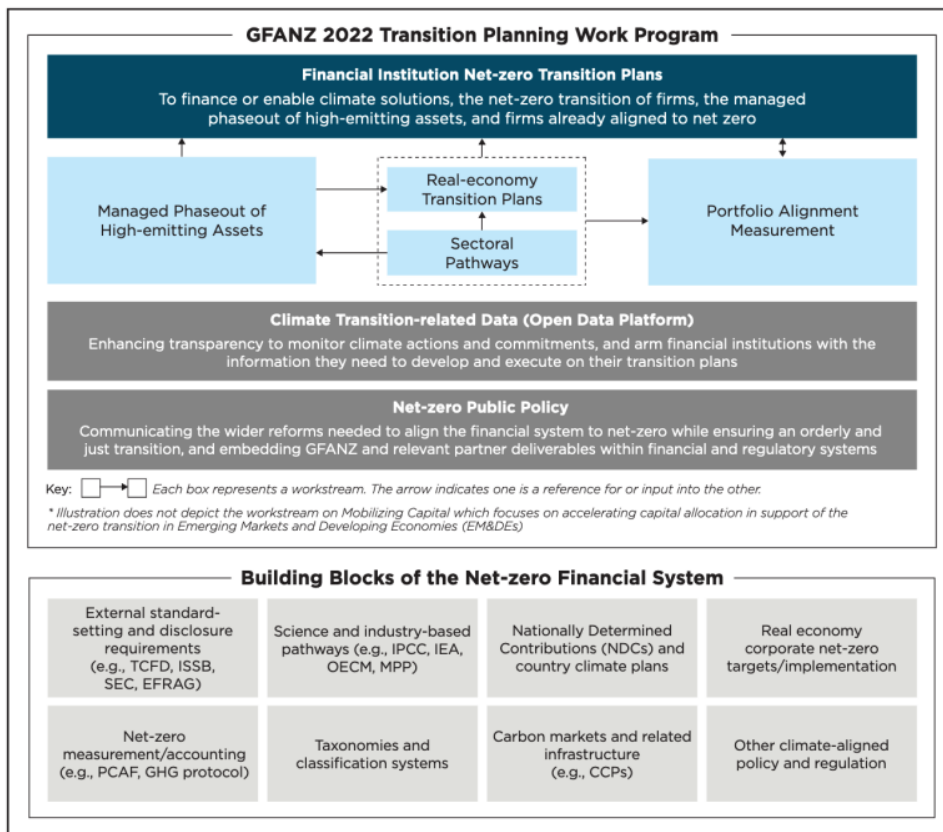 GFANZ 2022 Transition Planning Work Program
Financial Institution Net-zero Transition Plans
To finance or enable climate solutions, the net-zero transition of firms, the managed
phaseout of high-emitting assets, and firms already aligned to net zero
Managed Phaseout of
High-emitting Assets
Real-economy
Transition Plans
Sectoral
Pathways
Portfolio Alignment
Measurement
Climate Transition-related Data (Open Data Platform)
Enhancing transparency to monitor climate actions and commitments, and arm financial institutions with the
information they need to develop and execute on their transition plans
Net-zero Public Policy
Communicating the wider reforms needed to align the financial system to net-zero while ensuring an orderly and
just transition, and embedding GFANZ and relevant partner deliverables within financial and regulatory systems
Key: Each box represents a workstream. The arrow indicates one is a reference for or input into the other.
* Illustration does not depict the workstream on Mobilizing Capital which focuses on accelerating capital allocation in support of the
net-zero transition in Emerging Markets and Developing Economies (EM&DEs)
Building Blocks of the Net-zero Financial System
External standard-
setting and disclosure
requirements
(e.g., TCFD, ISSB,
SEC, EFRAG)
Science and industry-based
pathways (e.g., IPCC, IEA,
OECM, MPP)
Nationally Determined
Contributions (NDCs) and
country climate plans
Real economy
corporate net-zero
targets/implementation
Net-zero
measurement/accounting
(e.g., PCAF, GHG protocol)
Taxonomies and
classification systems
Carbon markets and related
infrastructure
(e.g., CCPs)
Other climate-aligned
policy and regulation